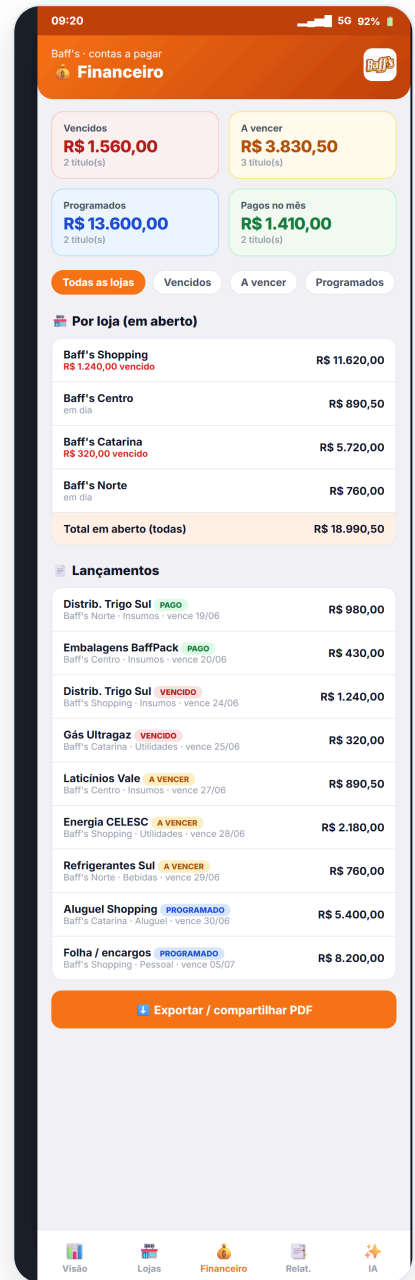 09:20 5G 92%
Baff's · contas a pagar
Financeiro
Baff's
Vencidos
R$ 1.560,00
2 título(s)
A vencer
R$ 3.830,50
3 título(s)
Programados
R$ 13.600,00
2 título(s)
Pagos no mês
R$ 1.410,00
2 título(s)
Todas as lojas Vencidos A vencer Programados
Por loja (em aberto)
Baff's Shopping R$ 11.620,00
R$ 1.240,00 vencido
Baff's Centro R$ 890,50
em dia
Baff's Catarina R$ 5.720,00
R$ 320,00 vencido
Baff's Norte R$ 760,00
em dia
Total em aberto (todas) R$ 18.990,50
Lançamentos
Distrib. Trigo Sul PAGO R$ 980,00
Baff's Norte · Insumos · vence 19/06
Embalagens BaffPack PAGO R$ 430,00
Baff's Centro · Insumos · vence 20/06
Distrib. Trigo Sul VENCIDO R$ 1.240,00
Baff's Shopping · Insumos · vence 24/06
Gás Ultragaz VENCIDO R$ 320,00
Baff's Catarina · Utilidades · vence 25/06
Laticínios Vale A VENCER R$ 890,50
Baff's Centro · Insumos · vence 27/06
Energia CELESC A VENCER R$ 2.180,00
Baff's Shopping · Utilidades · vence 28/06
Refrigerantes Sul A VENCER R$ 760,00
Baff's Norte · Bebidas · vence 29/06
Aluguel Shopping PROGRAMADO R$ 5.400,00
Baff's Catarina · Aluguel · vence 30/06
Folha / encargos PROGRAMADO R$ 8.200,00
Baff's Shopping · Pessoal · vence 05/07
Exportar / compartilhar PDF
Visão Lojas Financeiro Relat. IA